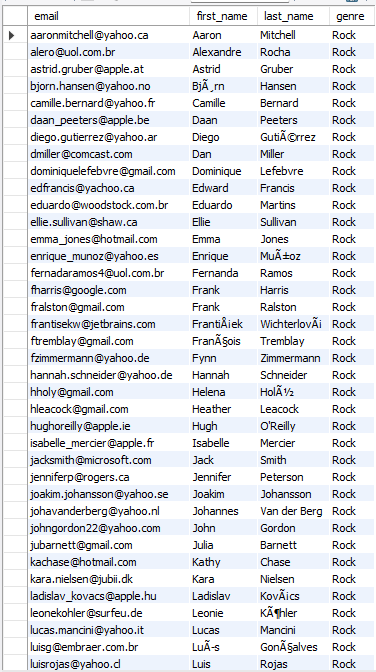 email first_name last_name genre
aaronmitchell@yahoo.ca Aaron Mitchell Rock
alero@uol.com.br Alexandre Rocha Rock
astrid.gruber@apple.at Astrid Gruber Rock
bjorn.hansen@yahoo.no BjÃ¸rn Hansen Rock
camille.bernard@yahoo.fr Camille Bernard Rock
daan_peeters@apple.be Daan Peeters Rock
diego.gutierrez@yahoo.ar Diego GutiÃ©rrez Rock
dmiller@comcast.com Dan Miller Rock
dominiquelefebvre@gmail.com Dominique Lefebvre Rock
edfrancis@yachoo.ca Edward Francis Rock
eduardo@woodstock.com.br Eduardo Martins Rock
ellie.sullivan@shaw.ca Ellie Sullivan Rock
emma_jones@hotmail.com Emma Jones Rock
enrique_munoz@yahoo.es Enrique MuÃ±oz Rock
fernadaramos4@uol.com.br Fernanda Ramos Rock
fharris@google.com Frank Harris Rock
fralston@gmail.com Frank Ralston Rock
frantisekw@jetbrains.com FrantiÅ¡ek WichterlovÃ¡ Rock
ftremblay@gmail.com FranÃ§ois Tremblay Rock
fzimmermann@yahoo.de Fynn Zimmermann Rock
hannah.schneider@yahoo.de Hannah Schneider Rock
hholy@gmail.com Helena HolÃ½ Rock
hleacock@gmail.com Heather Leacock Rock
hughoreilly@apple.ie Hugh O'Reilly Rock
isabelle_mercier@apple.fr Isabelle Mercier Rock
jacksmith@microsoft.com Jack Smith Rock
jenniferp@rogers.ca Jennifer Peterson Rock
joakim.johansson@yahoo.se Joakim Johansson Rock
johavanderberg@yahoo.nl Johannes Van der Berg Rock
johngordon22@yahoo.com John Gordon Rock
jubarnett@gmail.com Julia Barnett Rock
kachase@hotmail.com Kathy Chase Rock
kara.nielsen@jubii.dk Kara Nielsen Rock
ladislav_kovacs@apple.hu Ladislav KovÃ¡cs Rock
leonekohler@surfeu.de Leonie KÃ¶hler Rock
lucas.mancini@yahoo.it Lucas Mancini Rock
luisg@embraer.com.br LuÃ­s GonÃ§alves Rock
luisrojas@yahoo.cl Luis Rojas Rock